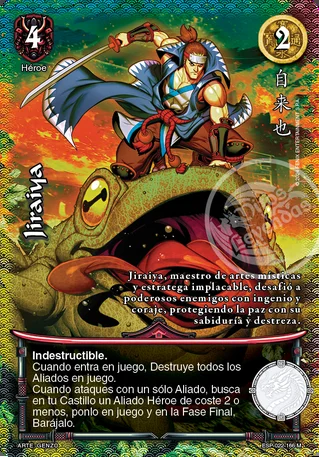 4
2
Héroe
自来也
Jiraiya
Jiraiya, maestro de artes místicas
y estratega implacable, desafió a
poderosos enemigos con ingenio y
coraje, protegiendo la paz con su
sabiduría y destreza.
Indestructible.
Cuando entra en juego, Destruye todos los
Aliados en juego.
Cuando ataques con un sólo Aliado, busca
en tu Castillo un Aliado Héroe de coste 2 o
menos, ponlo en juego y en la Fase Final,
Barájalo.
ARTE: GENZO
ESP-022-166 M